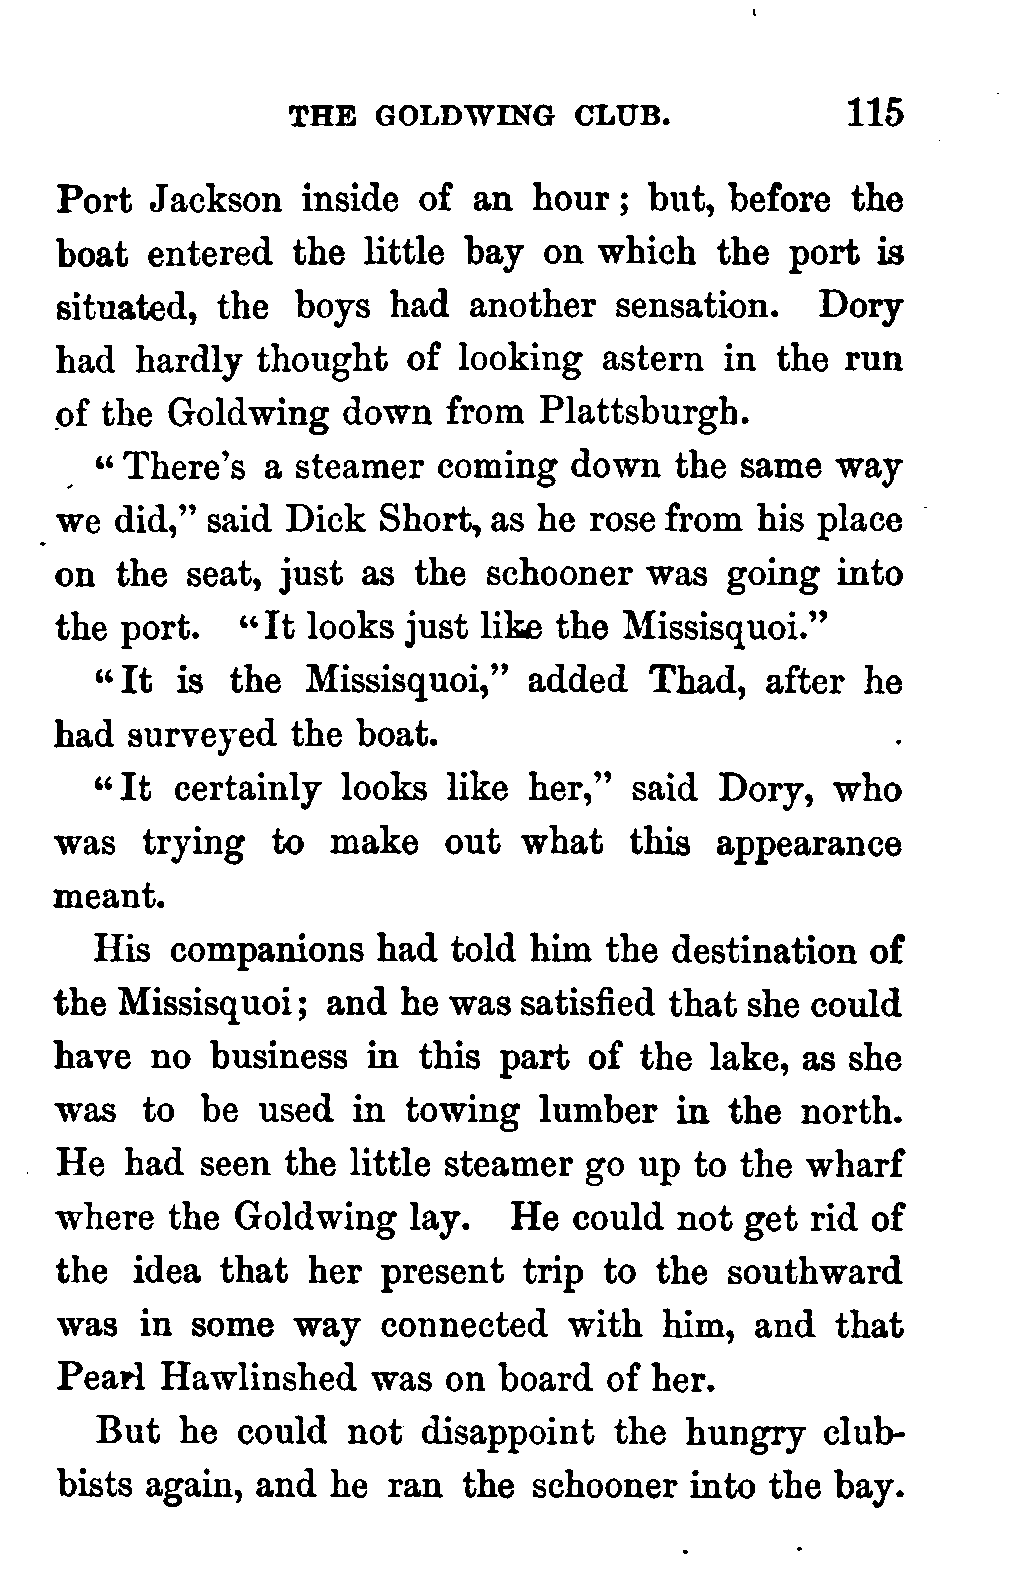 THE GOLDWING CLUB. 115
Port Jackson inside of an hour; but, before the
boat entered the little bay on which the port is
situated, the boys had another sensation. Dory
had hardly thought of looking astern in the run
of the Goldwing down from Plattsburgh.
"There's a steamer coming down the same way
we did," said Dick Short, as he rose from his place
on the seat, just as the schooner was going into
the port. "It looks just like the Missisquoi."
"It is the Missisquoi," added Thad, after he
had surveyed the boat.
"It certainly looks like her," said Dory, who
was trying to make out what this appearance
meant.
His companions had told him the destination of
the Missisquoi; and he was satisfied that she could
have no business in this part of the lake, as she
was to be used in towing lumber in the north.
He had seen the little steamer go up to the wharf
where the Goldwing lay. He could not get rid of
the idea that her present trip to the southward
was in some way connected with him, and that
Pearl Hawlinshed was on board of her.
But he could not disappoint the hungry club-
bists again, and he ran the schooner into the bay.